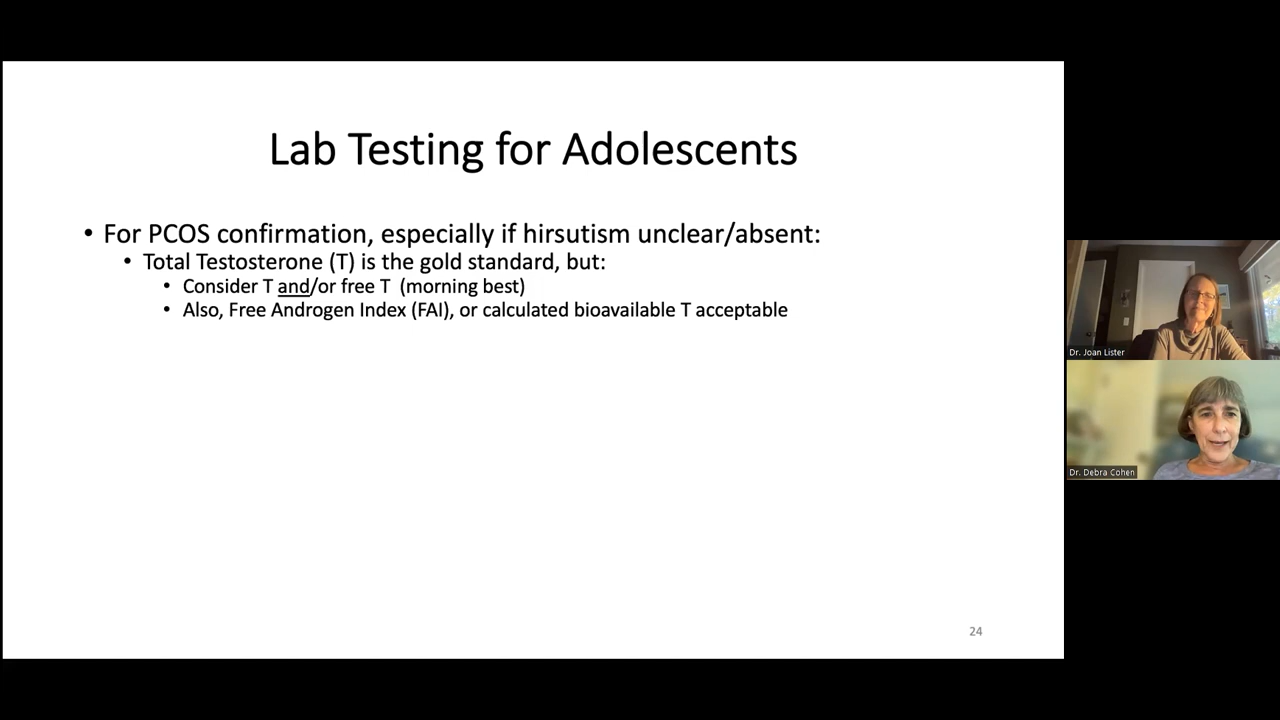 Lab Testing for Adolescents
• For PCOS confirmation, especially if hirsutism unclear/absent:
• Total Testosterone (T) is the gold standard, but:
• Consider T and/or free T (morning best)
• Also, Free Androgen Index (FAI), or calculated bioavailable T acceptable
24
Dr. Joan Lister
Dr. Debra Cohen